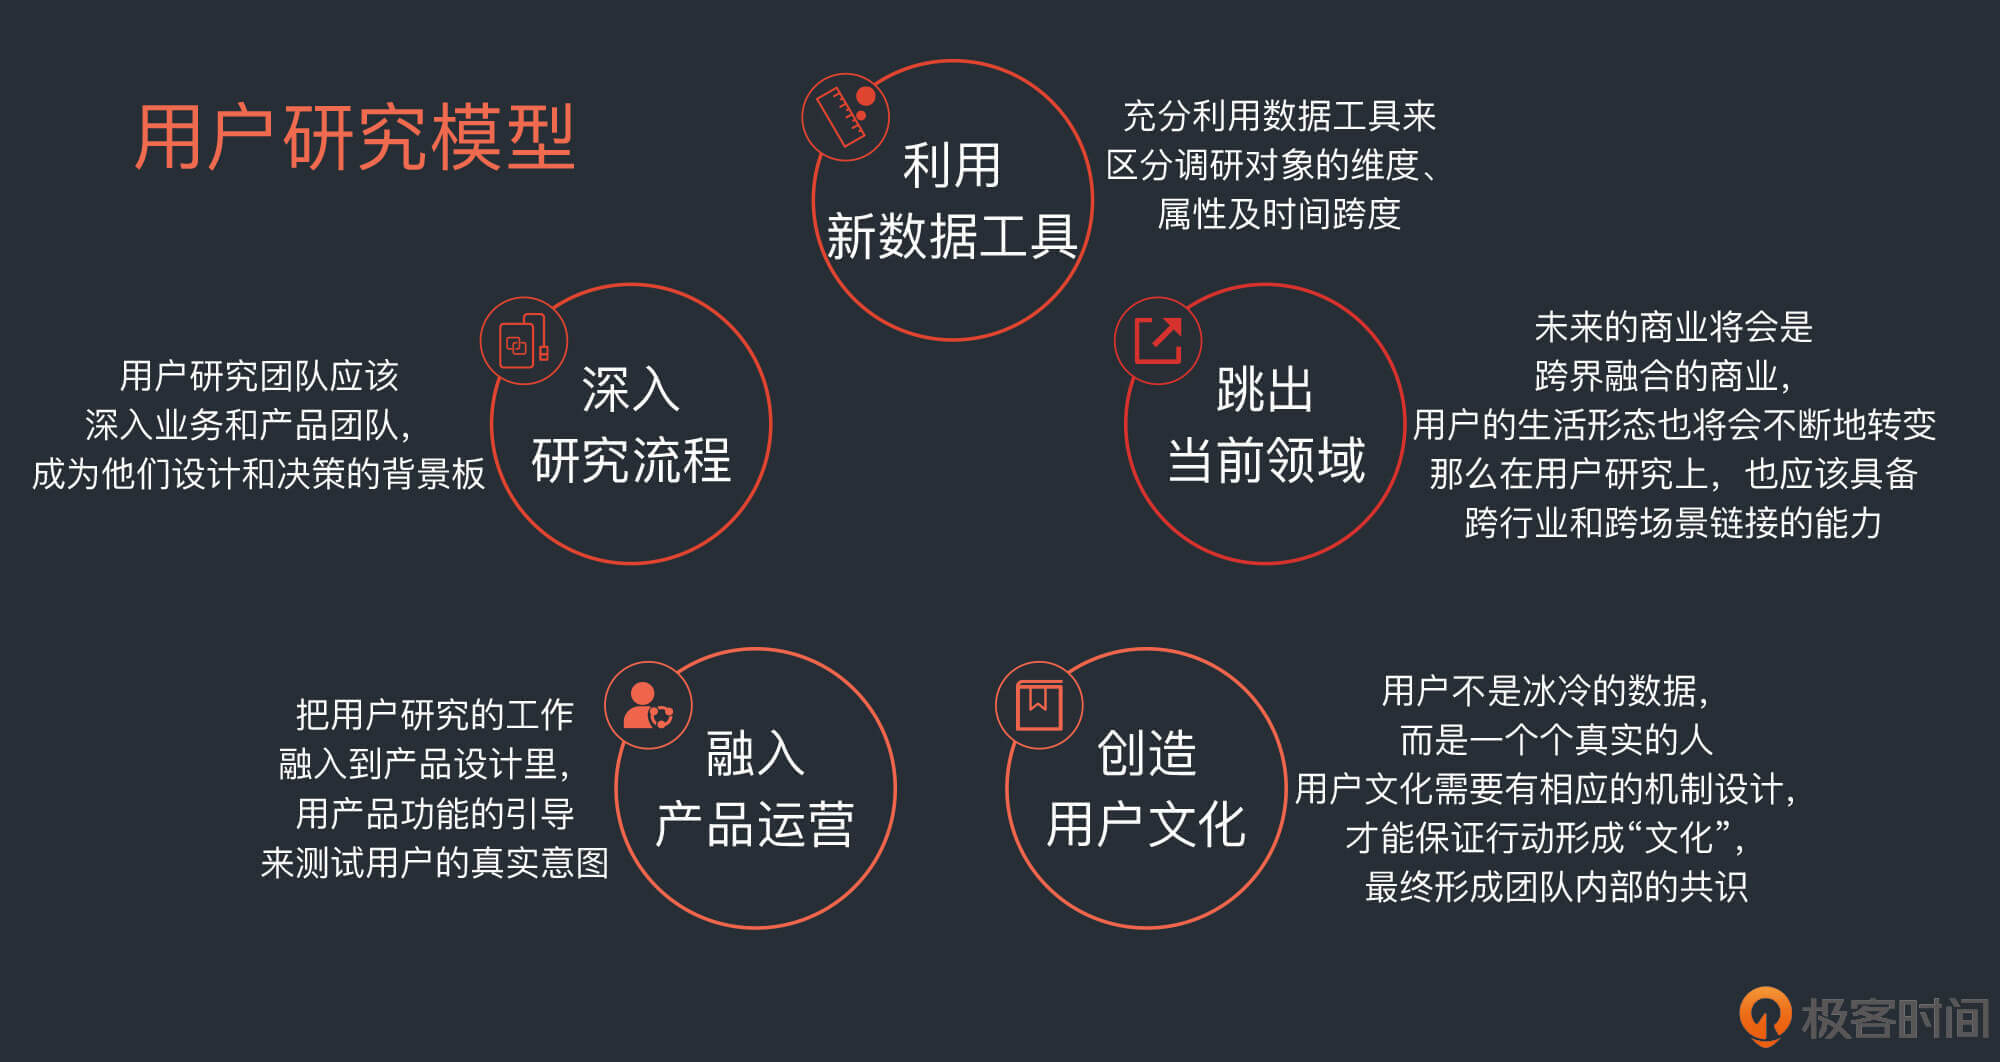 用户研究模型
利用
新数据工具
充分利用数据工具来
区分调研对象的维度、
属性及时间跨度
深入
研究流程
用户研究团队应该
深入业务和产品团队，
成为他们设计和决策的背景板
跳出
当前领域
未来的商业将会是
跨界融合的商业，
用户的生活形态也将会不断地转变
那么在用户研究上，也应该具备
跨行业和跨场景链接的能力
融入
产品运营
把用户研究的工作
融入到产品设计里，
用产品功能的引导
来测试用户的真实意图
创造
用户文化
用户不是冰冷的数据，
而是一个个真实的人
用户文化需要有相应的机制设计，
才能保证行动形成“文化”，
最终形成团队内部的共识
极客时间